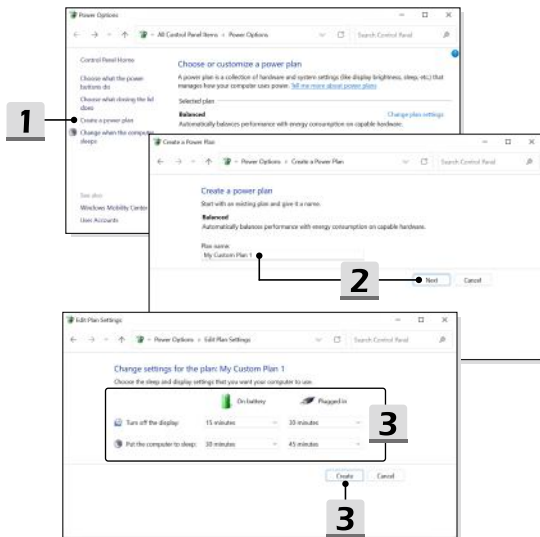 Power Options
All Control Panel Items › Power Options
Search Control Panel
Control Panel Home
Choose what the power
buttons do
Choose what closing the lid
does
Create a power plan
Change when the computer
sleeps
See also
Windows Mobility Center
User Accounts
Choose or customize a power plan
A power plan is a collection of hardware and system settings (like display brightness, sleep, etc.) that
manages how your computer uses power. Tell me more about power plans
Selected plan
Balanced
Change plan settings
Automatically balances performance with energy consumption on capable hardware.
1
Create a Power Plan
Power Options › Create a Power Plan
Search Control Panel
Create a power plan
Start with an existing plan and give it a name.
Balanced
Automatically balances performance with energy consumption on capable hardware.
Plan name
My Custom Plan 1
2
Next
Cancel
Edit Plan Settings
Power Options › Edit Plan Settings
Search Control Panel
Change settings for the plan: My Custom Plan 1
Choose the sleep and display settings that you want your computer to use.
On battery
Plugged in
Turn off the display:
15 minutes
30 minutes
Put the computer to sleep:
30 minutes
45 minutes
3
Create
Cancel
3